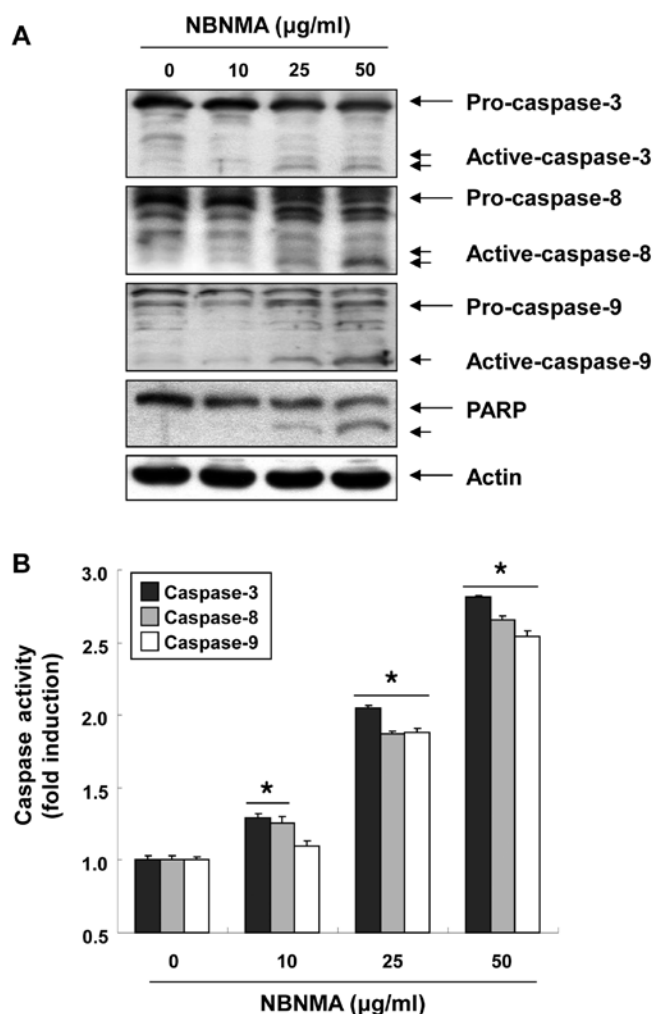 A
NBNMA (µg/ml)
0 10 25 50
Pro-caspase-3
Active-caspase-3
Pro-caspase-8
Active-caspase-8
Pro-caspase-9
Active-caspase-9
PARP
Actin
B
Caspase activity
(fold induction)
3.0
2.5
2.0
1.5
1.0
0.5
Caspase-3
Caspase-8
Caspase-9
* * *
0 10 25 50
NBNMA (µg/ml)